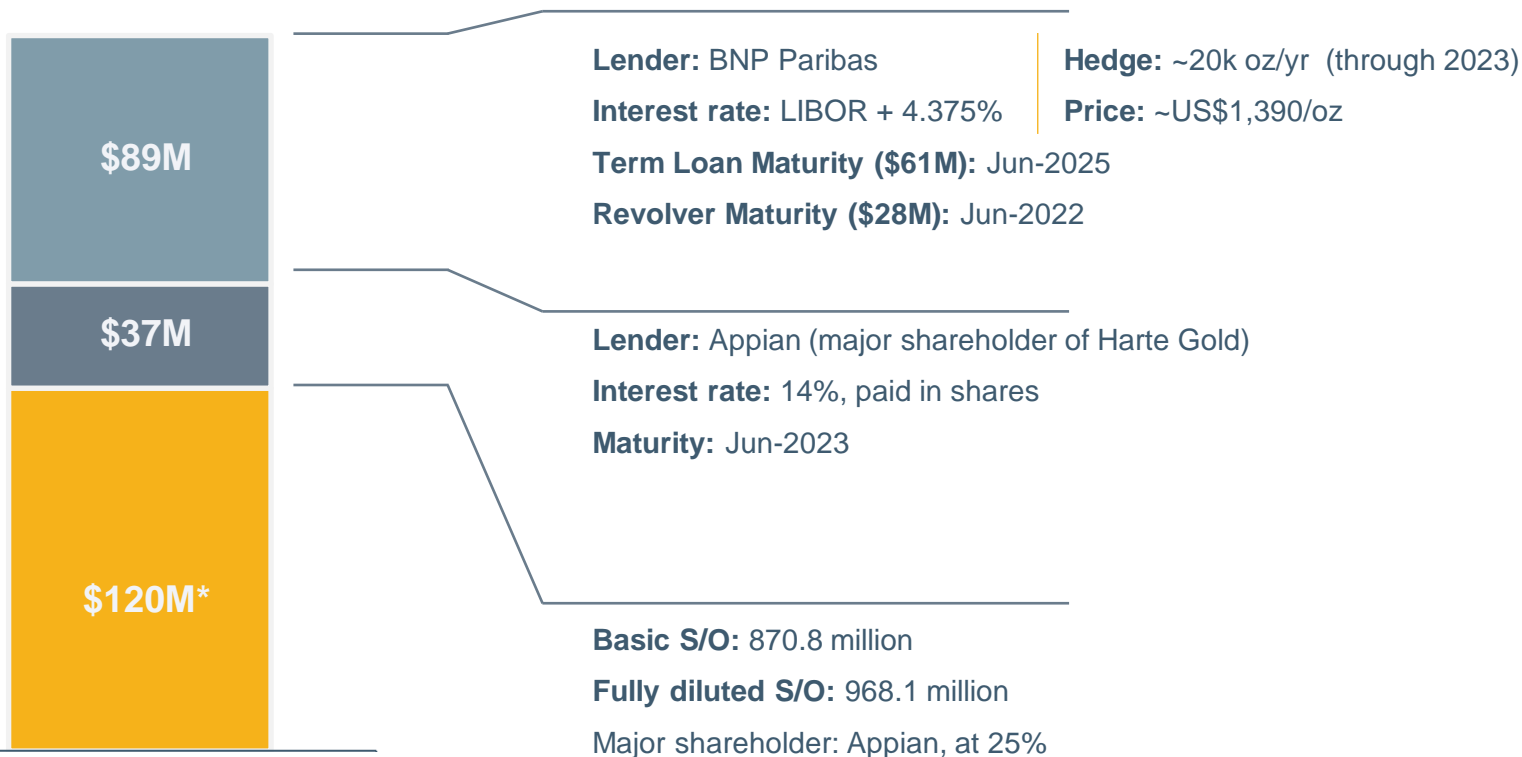 $89M
Lender: BNP Paribas
Interest rate: LIBOR + 4.375%
Term Loan Maturity ($61M): Jun-2025
Revolver Maturity ($28M): Jun-2022
Hedge: ~20k oz/yr (through 2023)
Price: ~US$1,390/oz
$37M
Lender: Appian (major shareholder of Harte Gold)
Interest rate: 14%, paid in shares
Maturity: Jun-2023
$120M*
Basic S/O: 870.8 million
Fully diluted S/O: 968.1 million
Major shareholder: Appian, at 25%